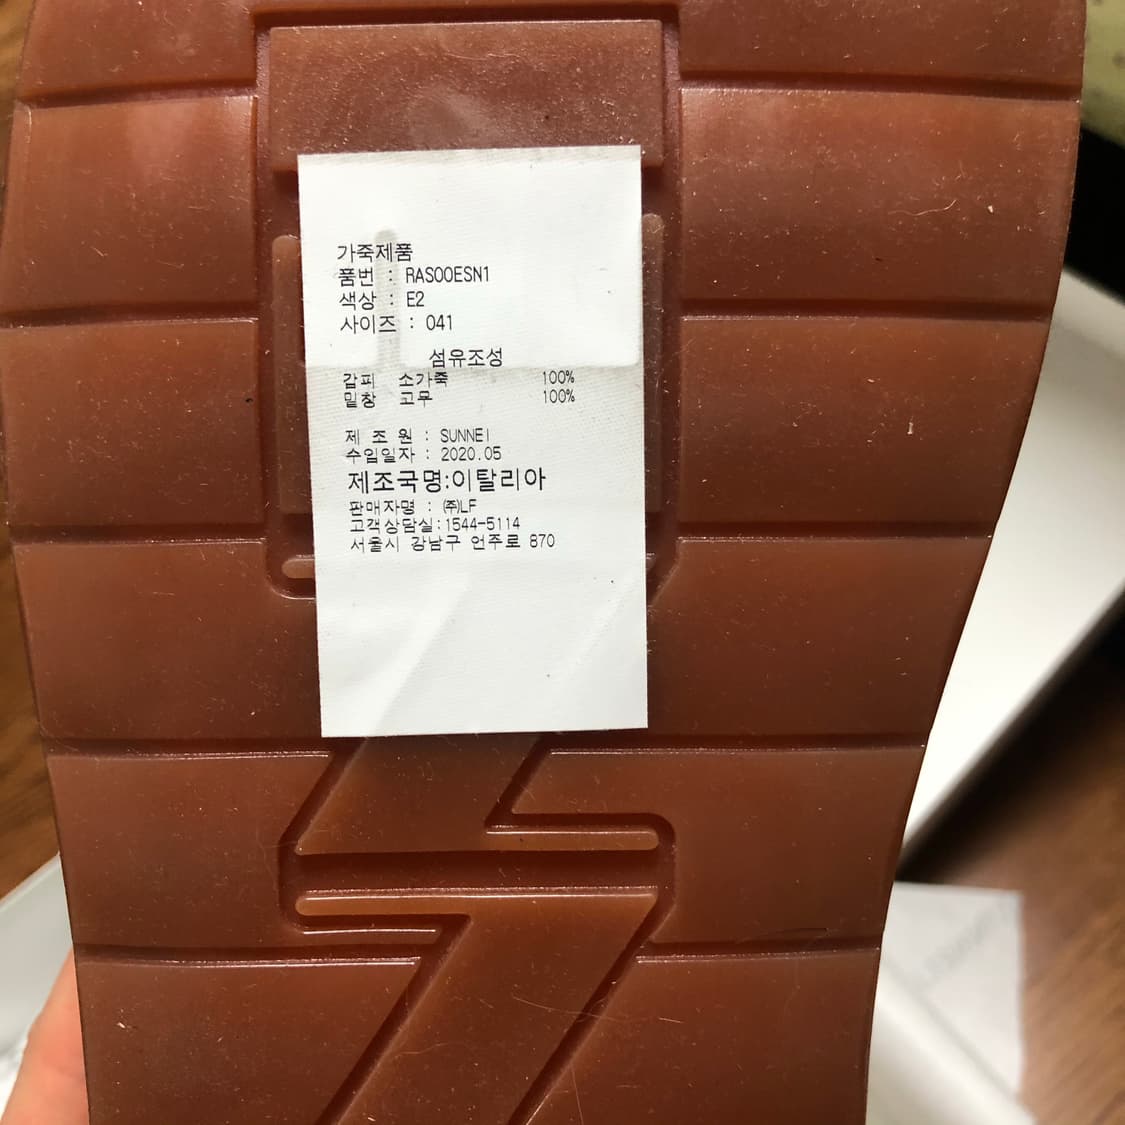 가죽제품
품번 : RAS00ESN1
색상 : E2
사이즈 : 041
섬유조성
갑피 소가죽 100%
밑창 고무 100%
제 조 원 : SUNNEI
수입일자 : 2020.05
제조국명:이탈리아
판매자명 : ㈜LF
고객상담실:1544-5114
서울시 강남구 언주로 870